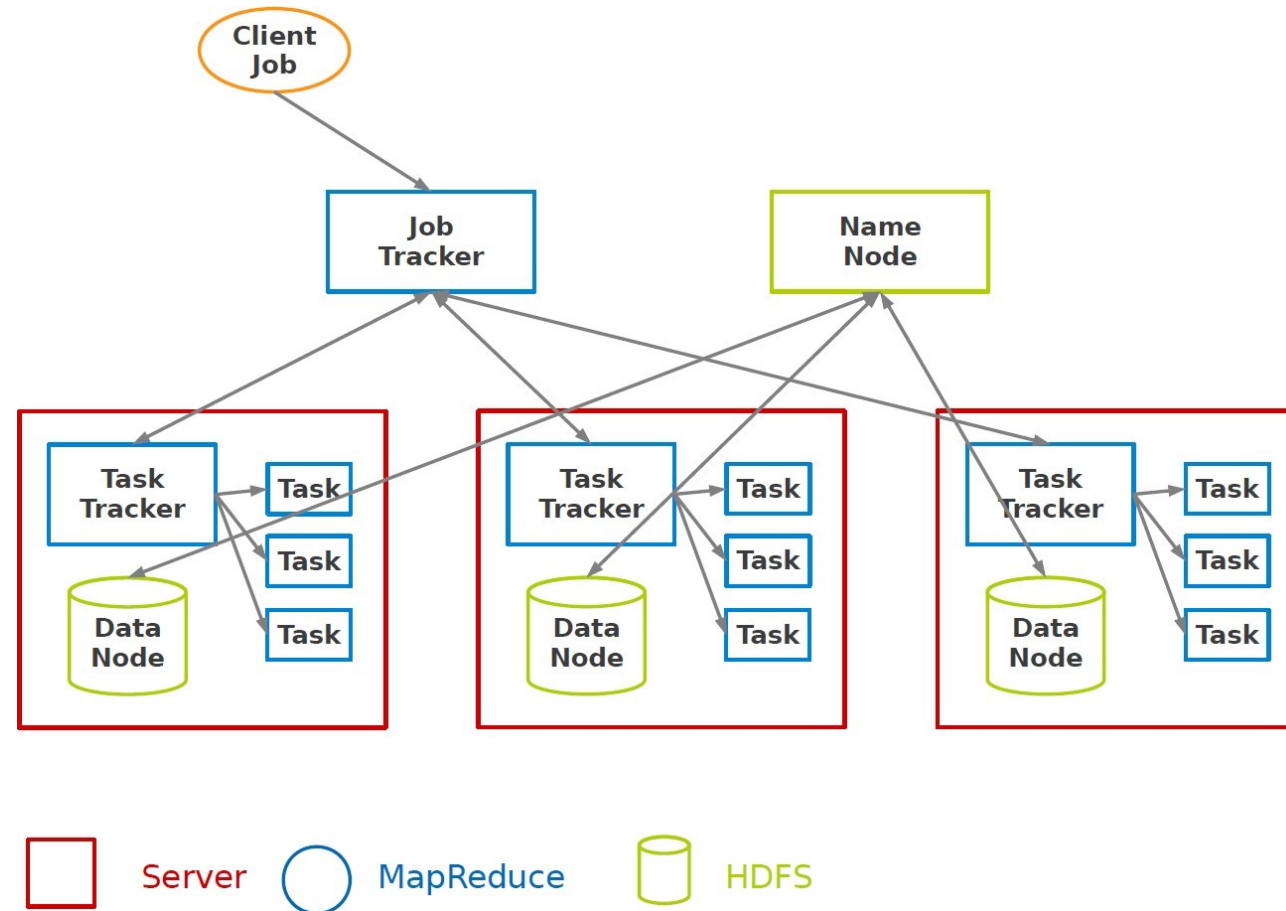 Client
Job
Job
Tracker
Name
Node
Task
Tracker
Task
Task
Task
Data
Node
Task
Tracker
Task
Task
Task
Data
Node
Task
Tracker
Task
Task
Task
Data
Node
Server
MapReduce
HDFS